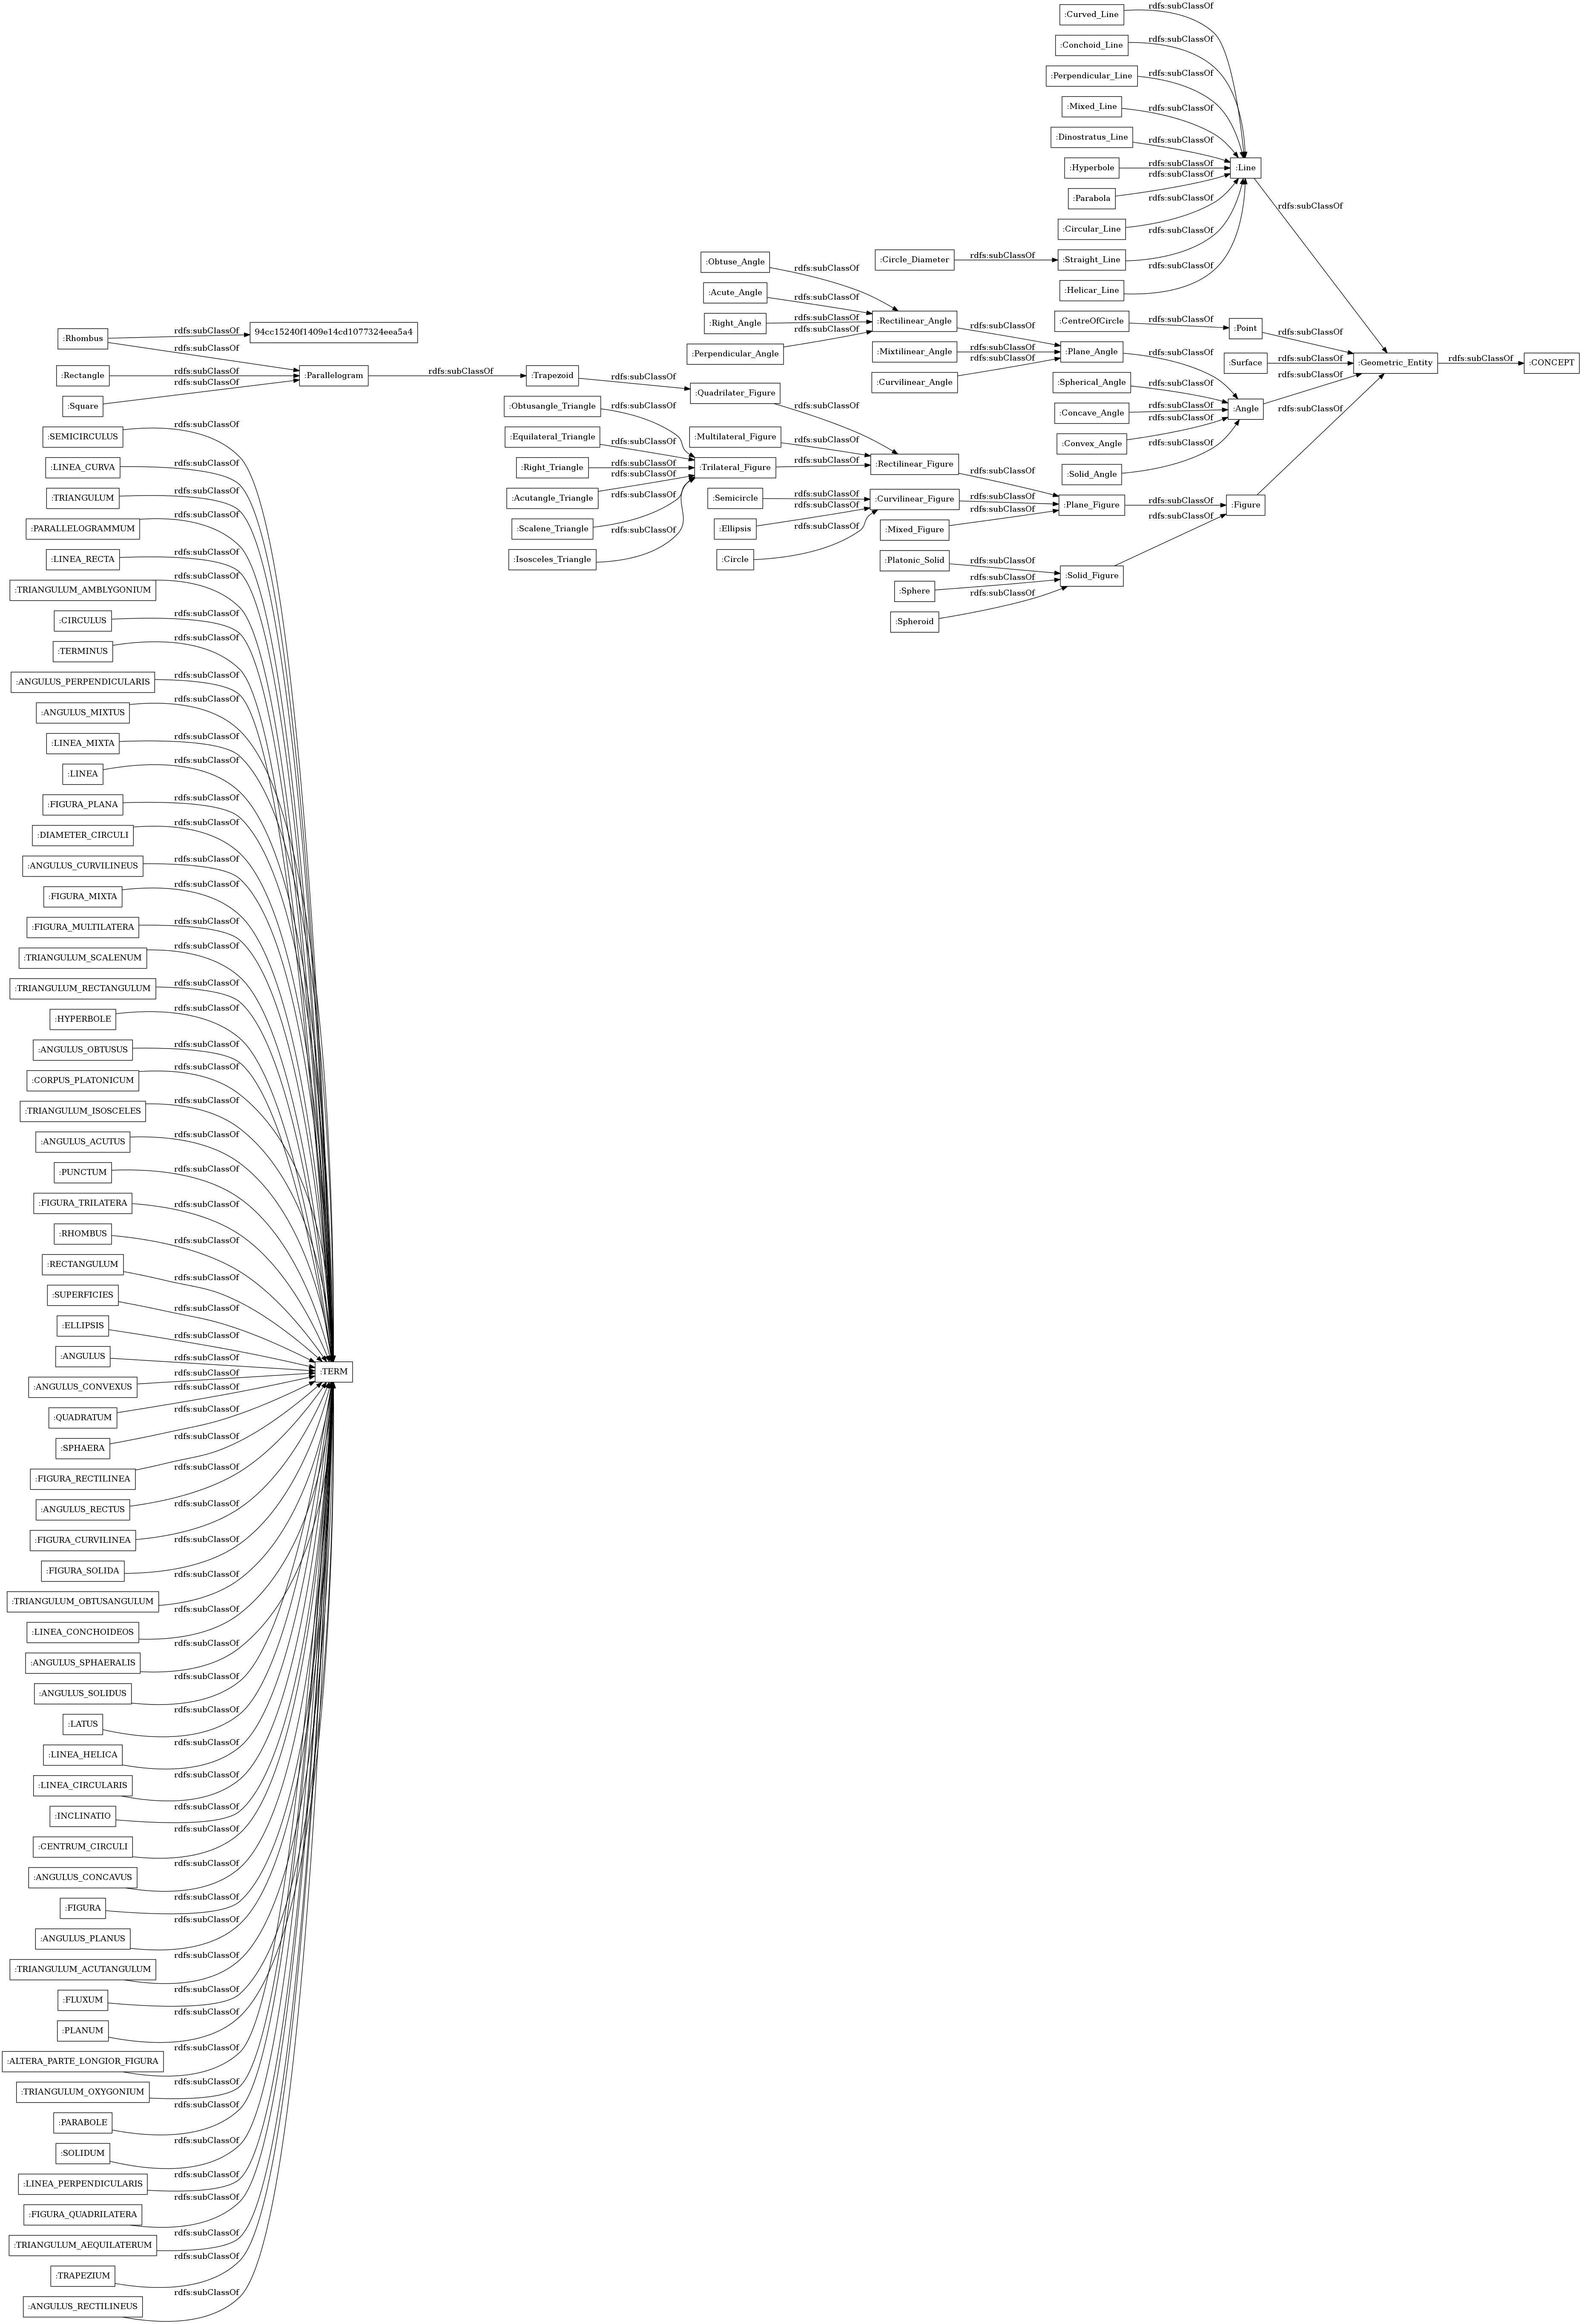 :Curved_Line
rdfs:subClassOf
:Conchoid_Line
rdfs:subClassOf
:Perpendicular_Line
rdfs:subClassOf
:Mixed_Line
rdfs:subClassOf
:Dinostratus_Line
rdfs:subClassOf
:Hyperbole
rdfs:subClassOf
:Line
:Parabola
rdfs:subClassOf
:Circular_Line
rdfs:subClassOf
rdfs:subClassOf
:Straight_Line
rdfs:subClassOf
:Circle_Diameter
rdfs:subClassOf
:Helicar_Line
rdfs:subClassOf
:Obtuse_Angle
rdfs:subClassOf
:Acute_Angle
rdfs:subClassOf
:Right_Angle
rdfs:subClassOf
:Perpendicular_Angle
rdfs:subClassOf
:Rectilinear_Angle
rdfs:subClassOf
:Mixtilinear_Angle
rdfs:subClassOf
:Curvilinear_Angle
rdfs:subClassOf
:CentreOfCircle
rdfs:subClassOf
:Point
rdfs:subClassOf
:Plane_Angle
rdfs:subClassOf
:Surface
rdfs:subClassOf
:Geometric_Entity
rdfs:subClassOf
:CONCEPT
:Spherical_Angle
rdfs:subClassOf
:Concave_Angle
rdfs:subClassOf
:Convex_Angle
rdfs:subClassOf
:Solid_Angle
rdfs:subClassOf
:Angle
rdfs:subClassOf
:Rhombus
rdfs:subClassOf
94cc15240f1409e14cd1077324eea5a4
rdfs:subClassOf
:Rectangle
rdfs:subClassOf
:Square
rdfs:subClassOf
:Parallelogram
rdfs:subClassOf
:Trapezoid
rdfs:subClassOf
:Quadrilater_Figure
rdfs:subClassOf
:Obtusangle_Triangle
rdfs:subClassOf
:Equilateral_Triangle
rdfs:subClassOf
:Right_Triangle
rdfs:subClassOf
:Acutangle_Triangle
rdfs:subClassOf
:Scalene_Triangle
rdfs:subClassOf
:Isosceles_Triangle
rdfs:subClassOf
:Multilateral_Figure
rdfs:subClassOf
:Trilateral_Figure
rdfs:subClassOf
:Rectilinear_Figure
rdfs:subClassOf
:Semicircle
rdfs:subClassOf
:Ellipsis
rdfs:subClassOf
:Circle
rdfs:subClassOf
:Curvilinear_Figure
rdfs:subClassOf
:Mixed_Figure
rdfs:subClassOf
:Plane_Figure
rdfs:subClassOf
:Figure
rdfs:subClassOf
:Platonic_Solid
rdfs:subClassOf
:Sphere
rdfs:subClassOf
:Spheroid
rdfs:subClassOf
:Solid_Figure
rdfs:subClassOf
:SEMICIRCULUS
rdfs:subClassOf
:LINEA_CURVA
rdfs:subClassOf
:TRIANGULUM
rdfs:subClassOf
:PARALLELOGRAMMUM
rdfs:subClassOf
:LINEA_RECTA
rdfs:subClassOf
:TRIANGULUM_AMBLYGONIUM
rdfs:subClassOf
:CIRCULUS
rdfs:subClassOf
:TERMINUS
rdfs:subClassOf
:ANGULUS_PERPENDICULARIS
rdfs:subClassOf
:ANGULUS_MIXTUS
rdfs:subClassOf
:LINEA_MIXTA
rdfs:subClassOf
:LINEA
rdfs:subClassOf
:FIGURA_PLANA
rdfs:subClassOf
:DIAMETER_CIRCULI
rdfs:subClassOf
:ANGULUS_CURVILINEUS
rdfs:subClassOf
:FIGURA_MIXTA
rdfs:subClassOf
:FIGURA_MULTILATERA
rdfs:subClassOf
:TRIANGULUM_SCALENUM
rdfs:subClassOf
:TRIANGULUM_RECTANGULUM
rdfs:subClassOf
:HYPERBOLE
rdfs:subClassOf
:ANGULUS_OBTUSUS
rdfs:subClassOf
:CORPUS_PLATONICUM
rdfs:subClassOf
:TRIANGULUM_ISOSCELES
rdfs:subClassOf
:ANGULUS_ACUTUS
rdfs:subClassOf
:PUNCTUM
rdfs:subClassOf
:FIGURA_TRILATERA
rdfs:subClassOf
:RHOMBUS
rdfs:subClassOf
:RECTANGULUM
rdfs:subClassOf
:SUPERFICIES
rdfs:subClassOf
:ELLIPSIS
rdfs:subClassOf
:ANGULUS
rdfs:subClassOf
:TERM
:ANGULUS_CONVEXUS
rdfs:subClassOf
:QUADRATUM
rdfs:subClassOf
:SPHAERA
rdfs:subClassOf
:FIGURA_RECTILINEA
rdfs:subClassOf
:ANGULUS_RECTUS
rdfs:subClassOf
:FIGURA_CURVILINEA
rdfs:subClassOf
:FIGURA_SOLIDA
rdfs:subClassOf
:TRIANGULUM_OBTUSANGULUM
rdfs:subClassOf
:LINEA_CONCHOIDEOS
rdfs:subClassOf
:ANGULUS_SPHAERALIS
rdfs:subClassOf
:ANGULUS_SOLIDUS
rdfs:subClassOf
:LATUS
rdfs:subClassOf
:LINEA_HELICA
rdfs:subClassOf
:LINEA_CIRCULARIS
rdfs:subClassOf
:INCLINATIO
rdfs:subClassOf
:CENTRUM_CIRCULI
rdfs:subClassOf
:ANGULUS_CONCAVUS
rdfs:subClassOf
:FIGURA
rdfs:subClassOf
:ANGULUS_PLANUS
rdfs:subClassOf
:TRIANGULUM_ACUTANGULUM
rdfs:subClassOf
:FLUXUM
rdfs:subClassOf
:PLANUM
rdfs:subClassOf
:ALTERA_PARTE_LONGIOR_FIGURA
rdfs:subClassOf
:TRIANGULUM_OXYGONIUM
rdfs:subClassOf
:PARABOLE
rdfs:subClassOf
:SOLIDUM
rdfs:subClassOf
:LINEA_PERPENDICULARIS
rdfs:subClassOf
:FIGURA_QUADRILATERA
rdfs:subClassOf
:TRIANGULUM_AEQUILATERUM
rdfs:subClassOf
:TRAPEZIUM
rdfs:subClassOf
:ANGULUS_RECTILINEUS
rdfs:subClassOf